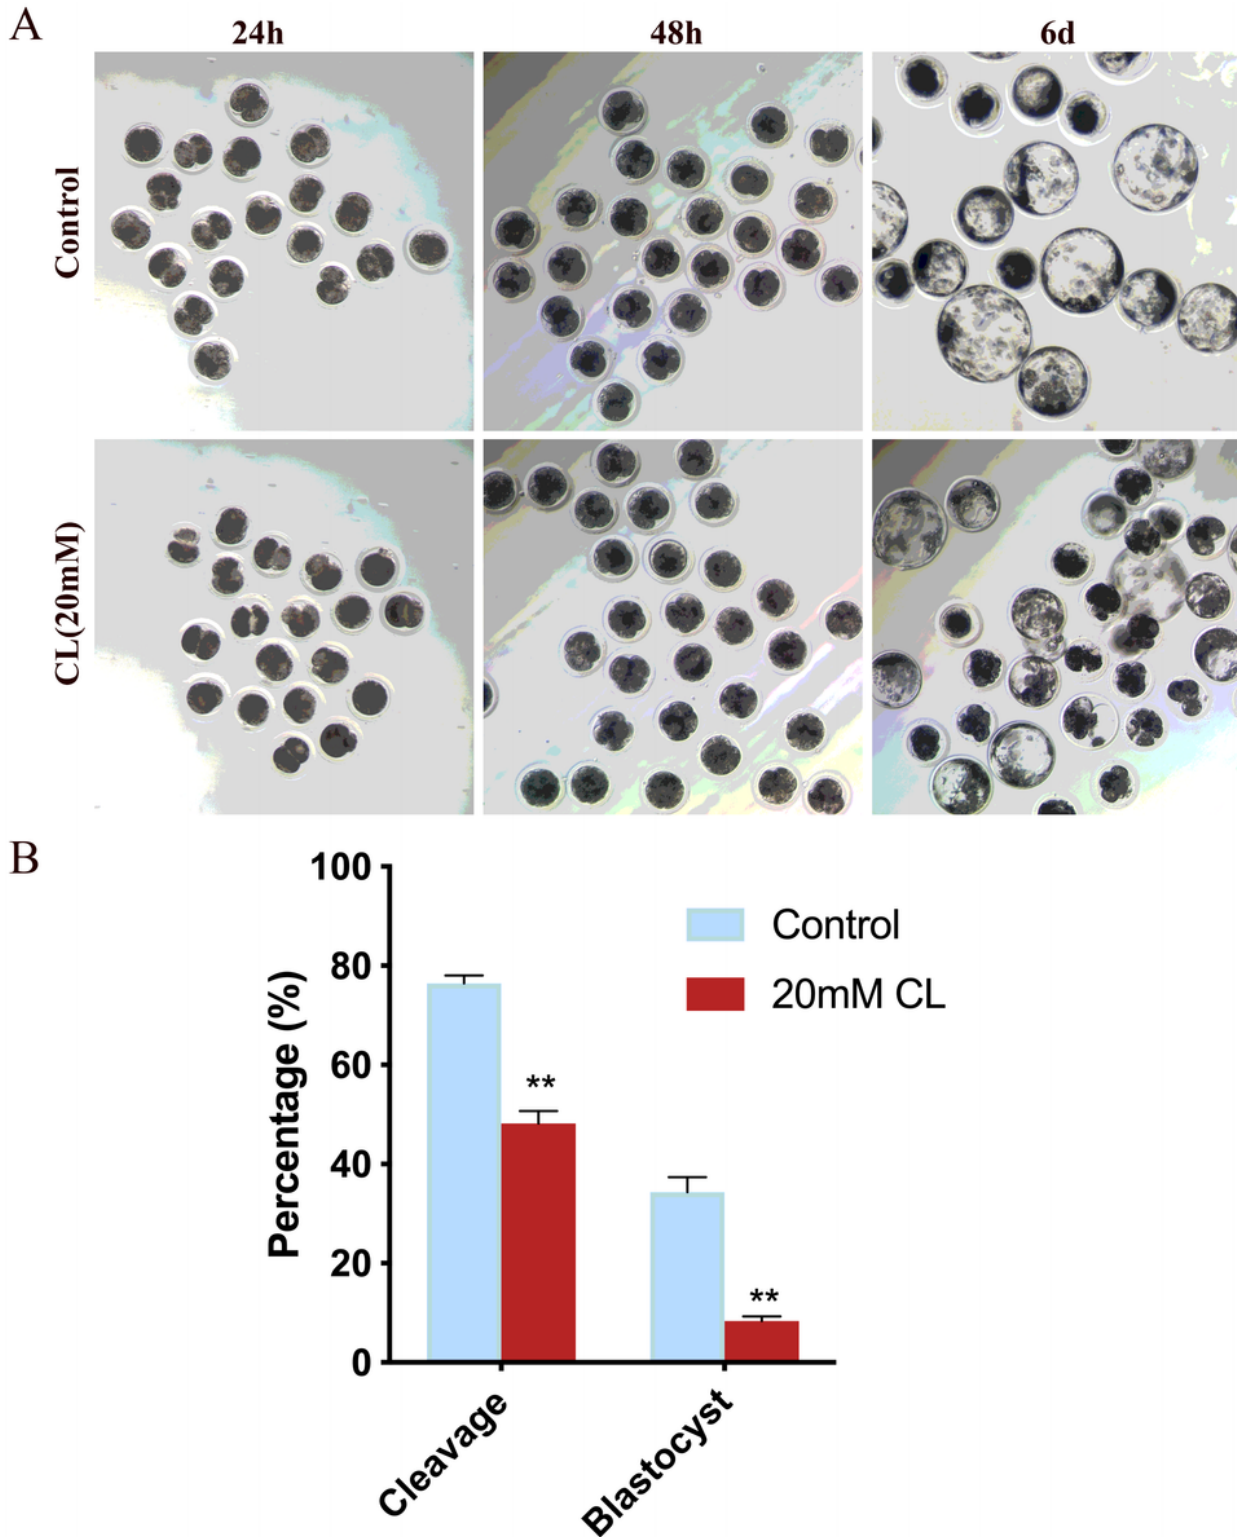 A
24h 48h 6d
Control
CL(20mM)
B
100
80
60
40
20
0
Percentage (%)
Control
20mM CL
**
**
Cleavage
Blastocyst